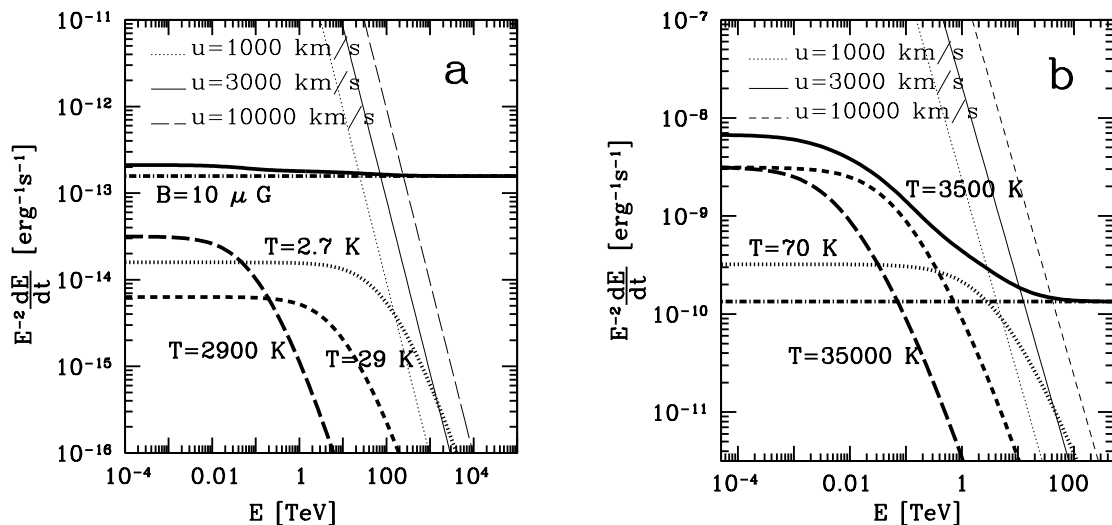 10⁻¹¹
10⁻¹²
10⁻¹³
10⁻¹⁴
10⁻¹⁵
10⁻¹⁶
E⁻² dE/dt [erg⁻¹s⁻¹]
u=1000 km/s
u=3000 km/s
u=10000 km/s
a
B=10 μ G
T=2.7 K
T=2900 K
T=29 K
10⁻⁴ 0.01 1 100 10⁴
E [TeV]
10⁻⁷
10⁻⁸
10⁻⁹
10⁻¹⁰
10⁻¹¹
E⁻² dE/dt [erg⁻¹s⁻¹]
u=1000 km/s
u=3000 km/s
u=10000 km/s
b
T=3500 K
T=70 K
T=35000 K
10⁻⁴ 0.01 1 100
E [TeV]